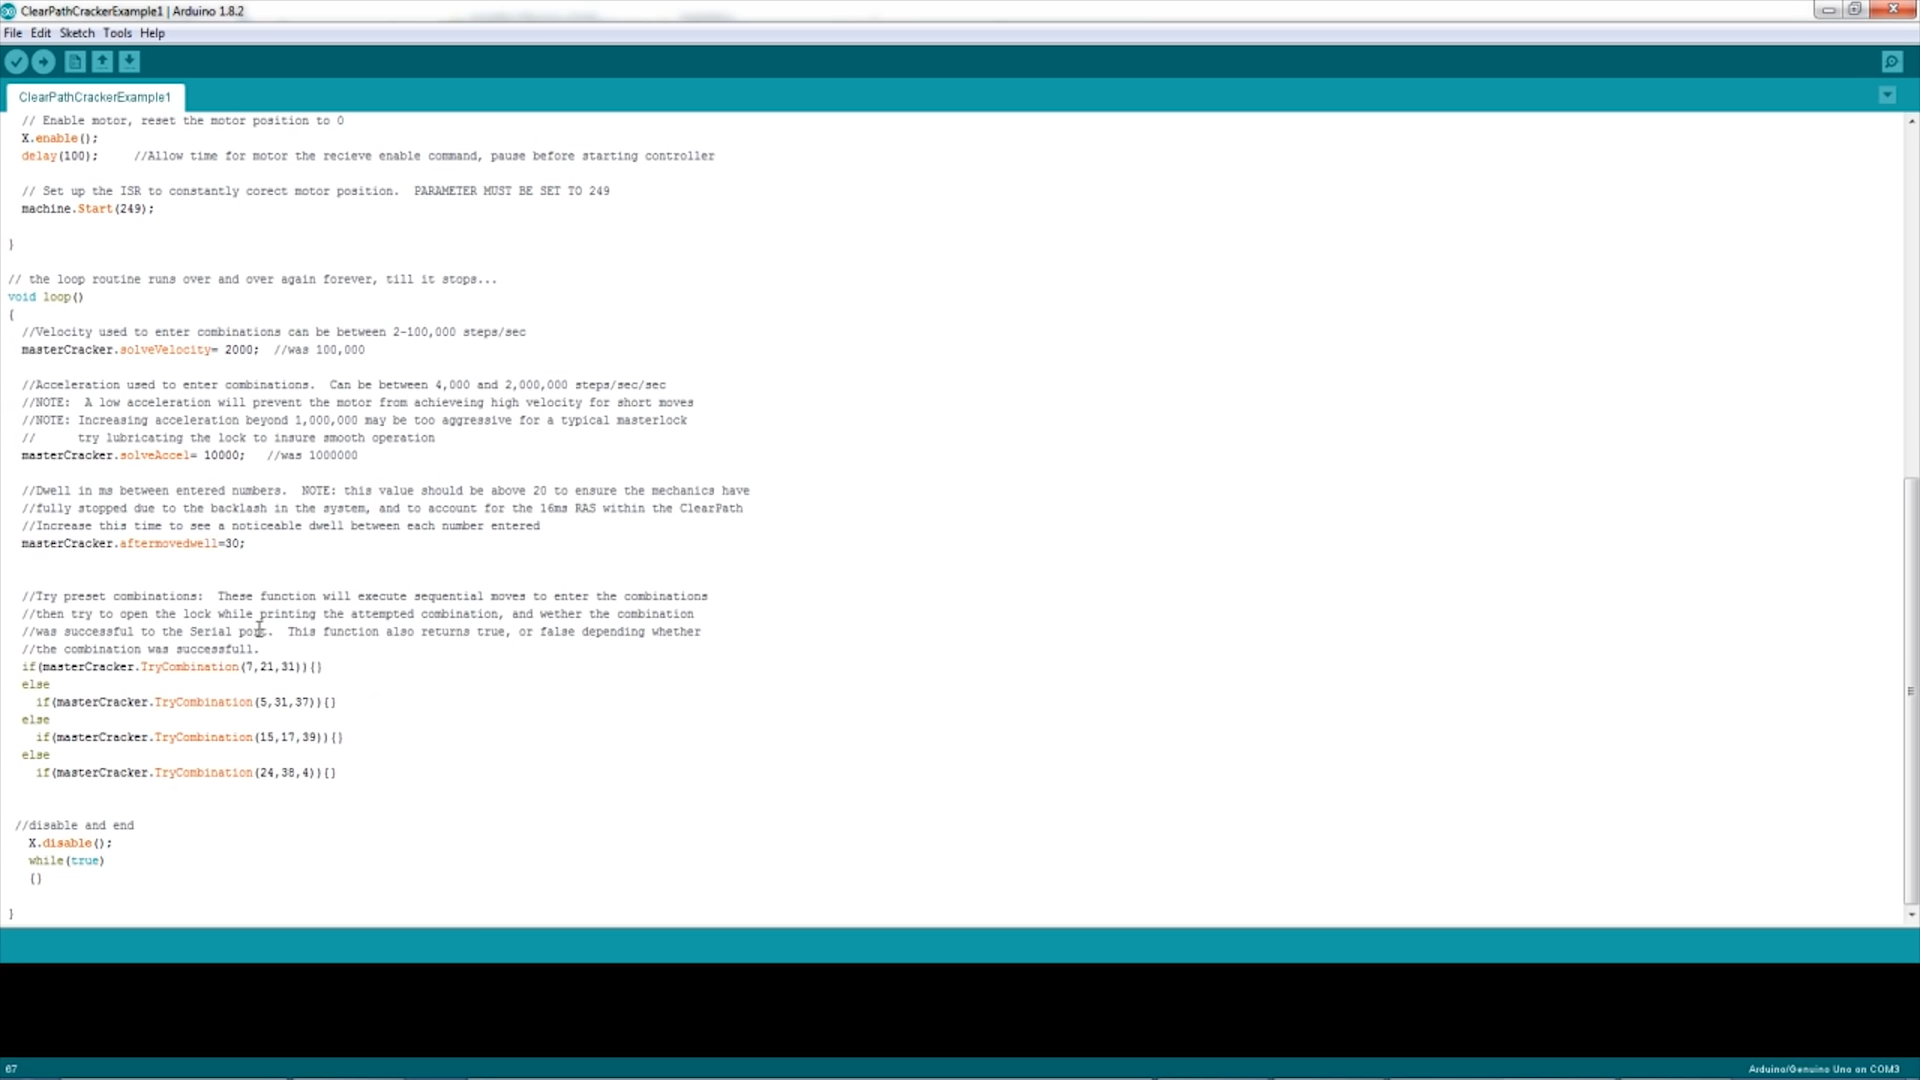 ClearPathCrackerExample1 | Arduino 1.8.2
File Edit Sketch Tools Help
ClearPathCrackerExample1
// Enable motor, reset the motor position to 0
X.enable();
delay(100);     //Allow time for motor the recieve enable command, pause before starting controller
// Set up the ISR to constantly corect motor position.  PARAMETER MUST BE SET TO 249
machine.Start(249);
}
// the loop routine runs over and over again forever, till it stops...
void loop()
{
//Velocity used to enter combinations can be between 2-100,000 steps/sec
masterCracker.solveVelocity= 2000;  //was 100,000
//Acceleration used to enter combinations.  Can be between 4,000 and 2,000,000 steps/sec/sec
//NOTE:  A low acceleration will prevent the motor from achieveing high velocity for short moves
//NOTE: Increasing acceleration beyond 1,000,000 may be too aggressive for a typical masterlock
//      try lubricating the lock to insure smooth operation
masterCracker.solveAccel= 10000;   //was 1000000
//Dwell in ms between entered numbers.  NOTE: this value should be above 20 to ensure the mechanics have
//fully stopped due to the backlash in the system, and to account for the 16ms RAS within the ClearPath
//Increase this time to see a noticeable dwell between each number entered
masterCracker.aftermovedwell=30;
//Try preset combinations:  These function will execute sequential moves to enter the combinations
//then try to open the lock while printing the attempted combination, and wether the combination
//was successful to the Serial port.  This function also returns true, or false depending whether
//the combination was successfull.
if(masterCracker.TryCombination(7,21,31)){}
else
if(masterCracker.TryCombination(5,31,37)){}
else
if(masterCracker.TryCombination(15,17,39)){}
else
if(masterCracker.TryCombination(24,38,4)){}
//disable and end
X.disable();
while(true)
{}
}
67
Arduino/Genuino Uno on COM3